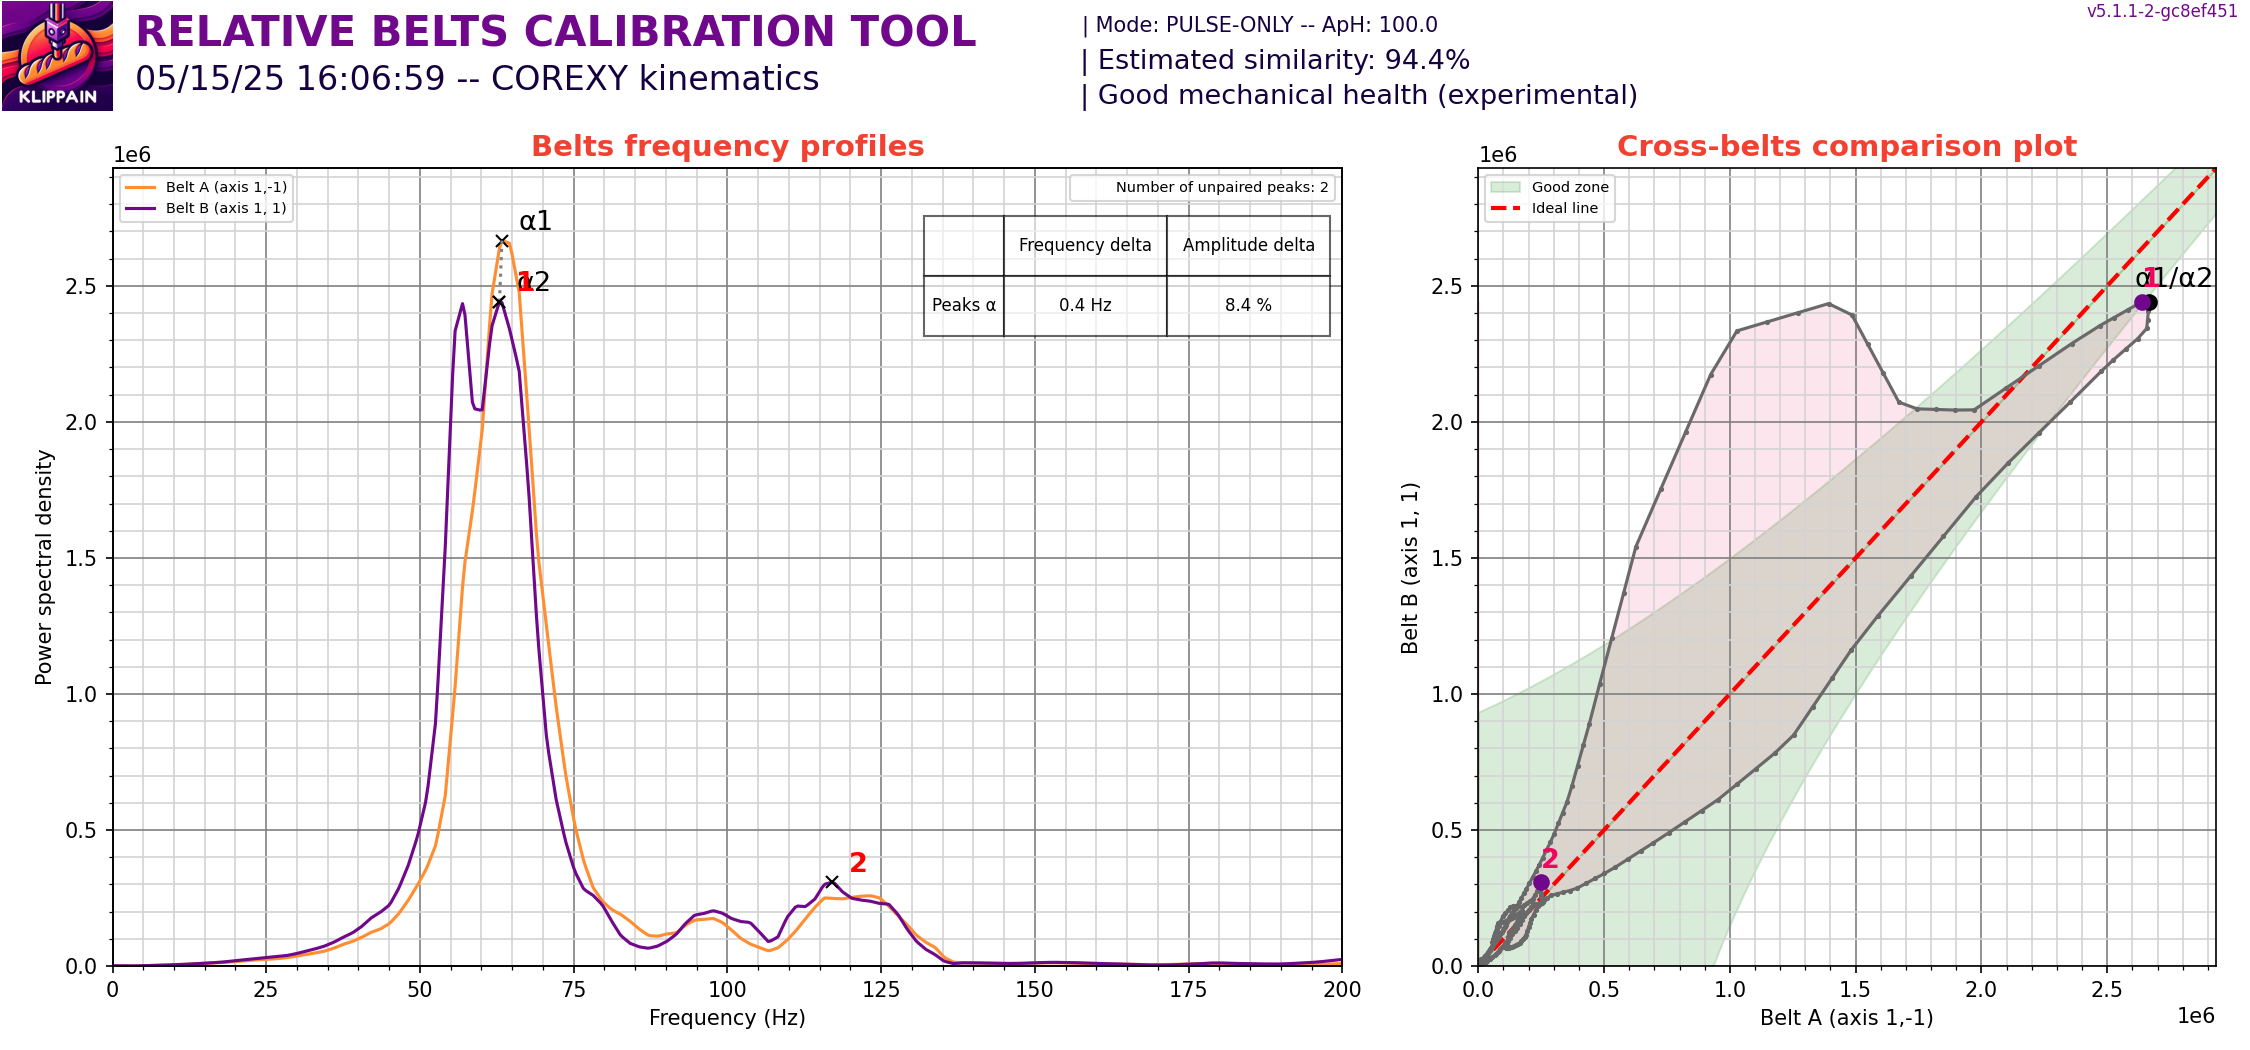 KLIPPAIN
RELATIVE BELTS CALIBRATION TOOL
05/15/25 16:06:59 -- COREXY kinematics
| Mode: PULSE-ONLY -- ApH: 100.0
| Estimated similarity: 94.4%
| Good mechanical health (experimental)
v5.1.1-2-gc8ef451
Belts frequency profiles
1e6
Belt A (axis 1,-1)
Belt B (axis 1, 1)
Number of unpaired peaks: 2
Frequency delta
Amplitude delta
Peaks α
0.4 Hz
8.4 %
α1
α2
1
2
Power spectral density
2.5
2.0
1.5
1.0
0.5
0.0
0
25
50
75
100
125
150
175
200
Frequency (Hz)
Cross-belts comparison plot
1e6
Good zone
Ideal line
α1/α2
1
2
Belt B (axis 1, 1)
2.5
2.0
1.5
1.0
0.5
0.0
0.0
0.5
1.0
1.5
2.0
2.5
Belt A (axis 1,-1)
1e6